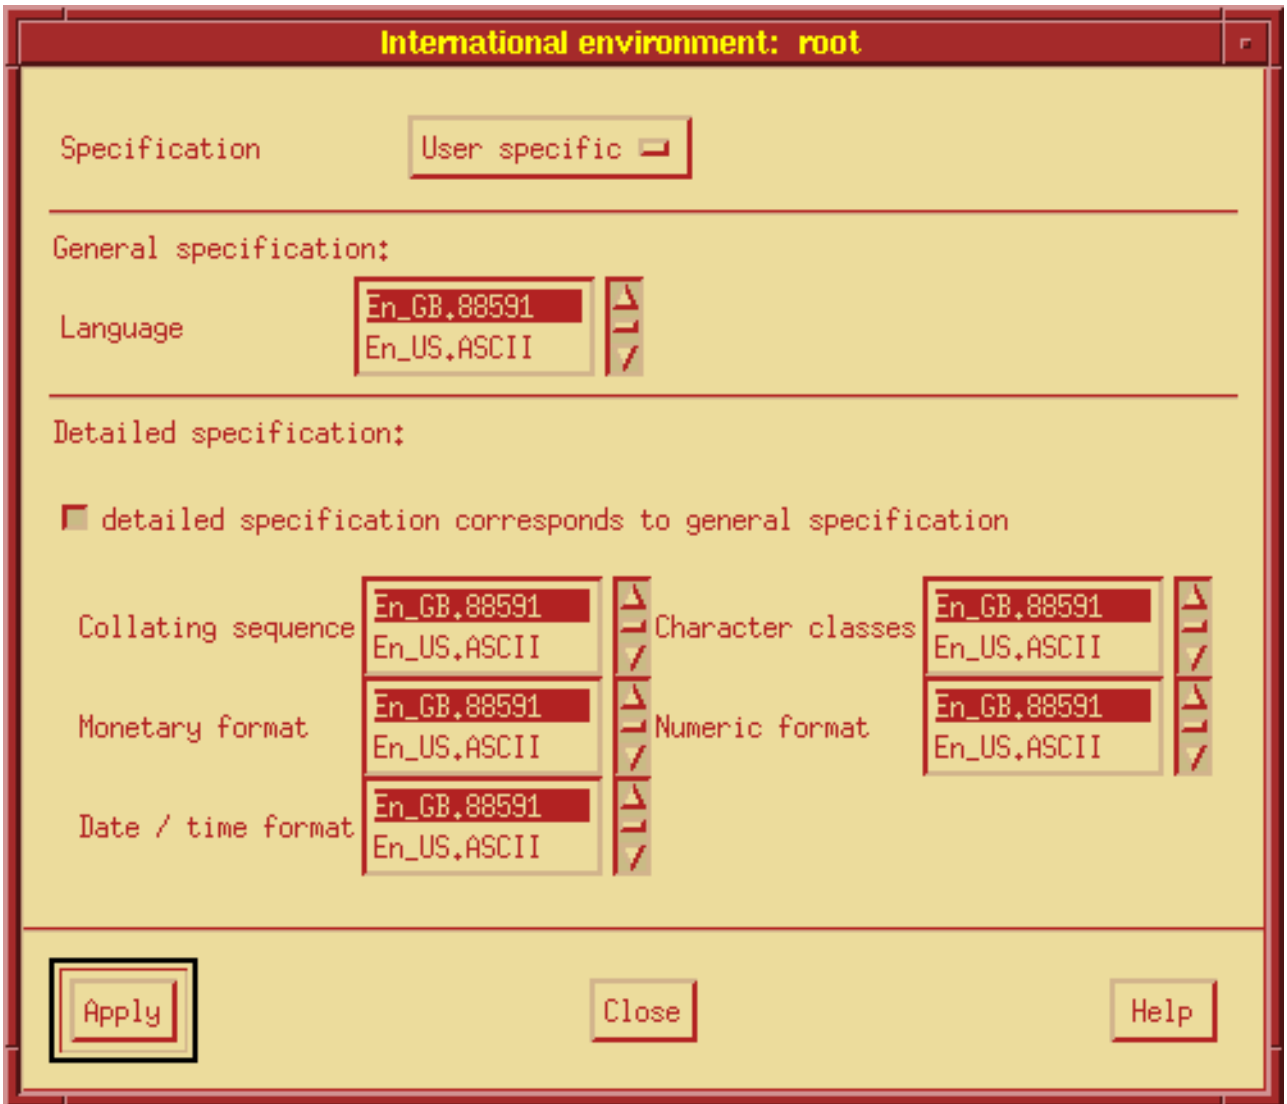 International environment: root
Specification
User specific
General specification:
Language
En_GB.88591
En_US.ASCII
Detailed specification:
detailed specification corresponds to general specification
Collating sequence
En_GB.88591
En_US.ASCII
Character classes
En_GB.88591
En_US.ASCII
Monetary format
En_GB.88591
En_US.ASCII
Numeric format
En_GB.88591
En_US.ASCII
Date / time format
En_GB.88591
En_US.ASCII
Apply
Close
Help